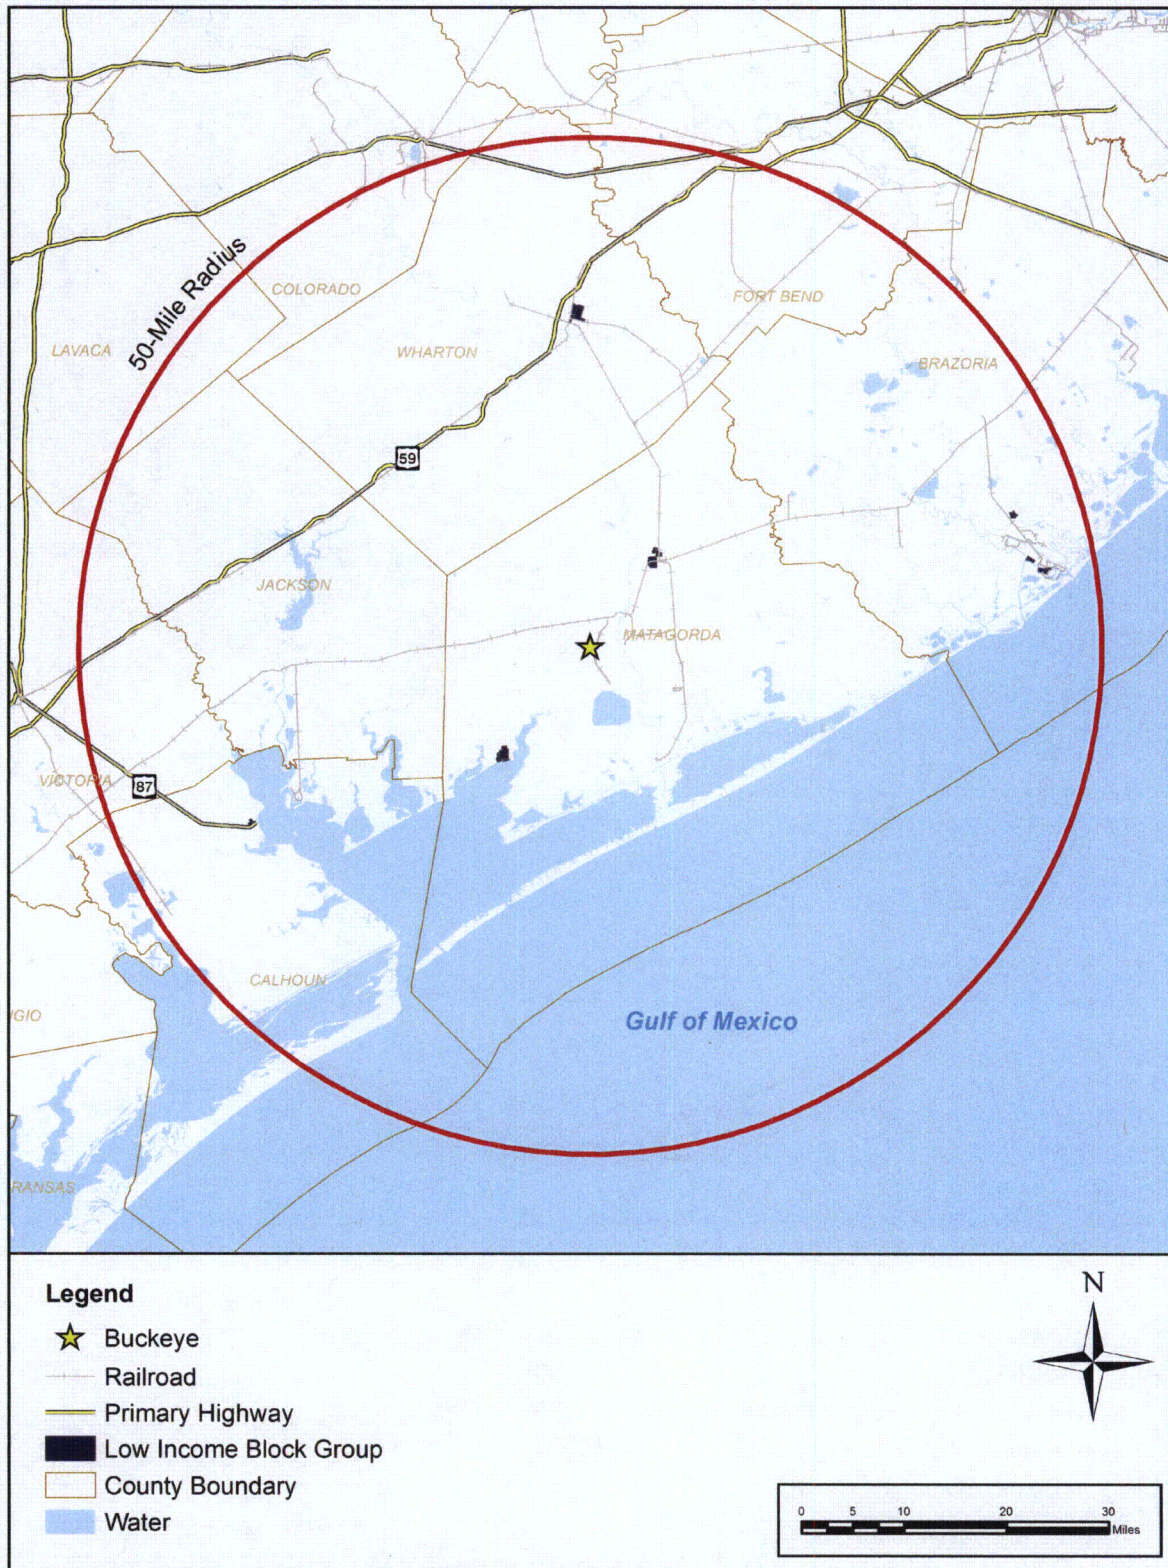 50-Mile Radius
COLORADO
FORT BEND
LAVACA
WHARTON
BRAZORIA
59
JACKSON
MATAGORDA
VICTORIA
87
CALHOUN
IGIO
Gulf of Mexico
RANSAS
Legend
Buckeye
Railroad
Primary Highway
Low Income Block Group
County Boundary
Water
N
0 5 10 20 30
Miles